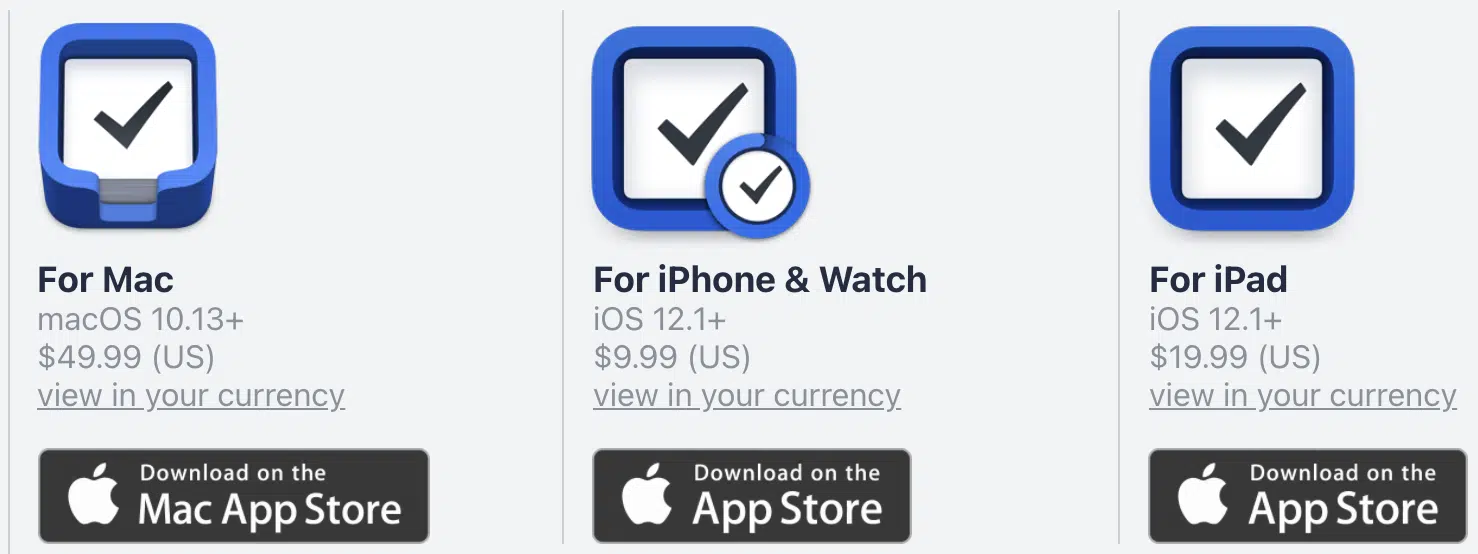 For Mac
macOS 10.13+
$49.99 (US)
view in your currency
Download on the
Mac App Store
For iPhone & Watch
iOS 12.1+
$9.99 (US)
view in your currency
Download on the
App Store
For iPad
iOS 12.1+
$19.99 (US)
view in your currency
Download on the
App Store